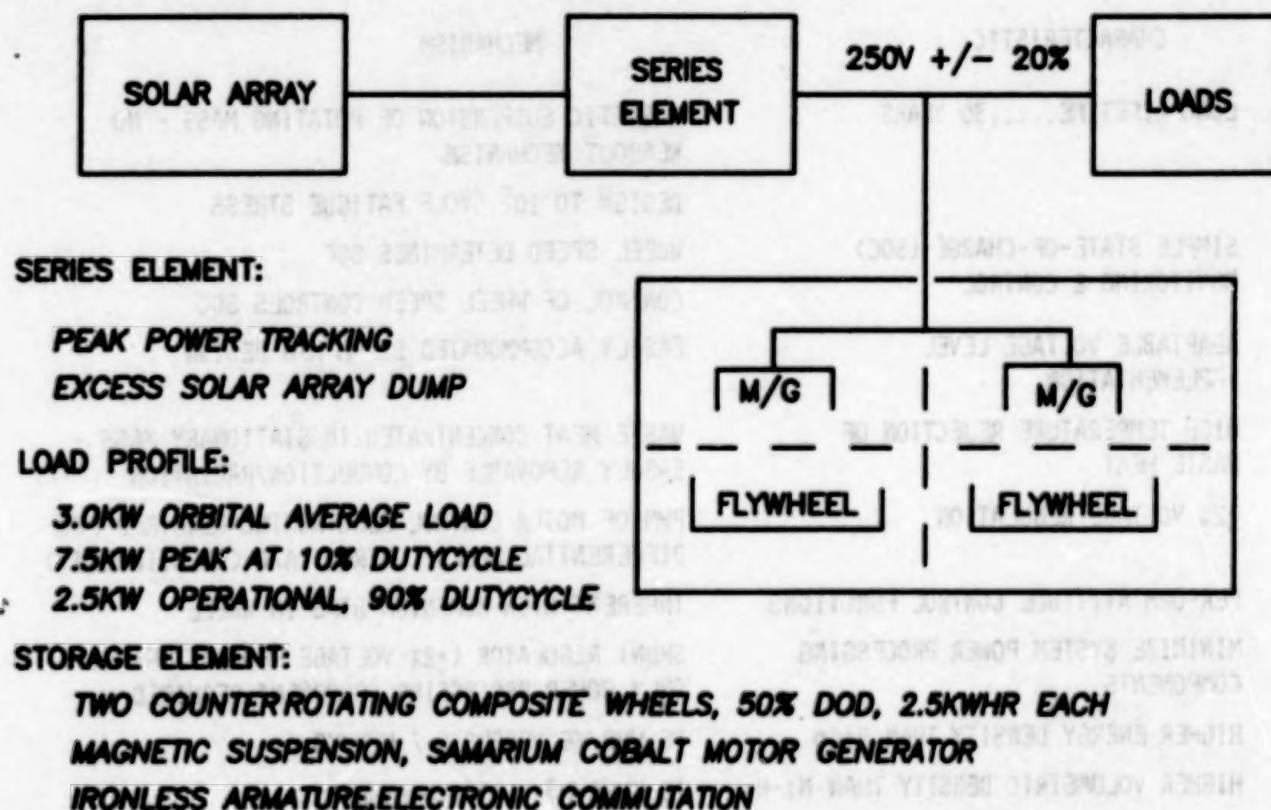 SOLAR ARRAY
SERIES
ELEMENT
250V +/- 20%
LOADS
SERIES ELEMENT:
PEAK POWER TRACKING
EXCESS SOLAR ARRAY DUMP
M/G
M/G
FLYWHEEL
FLYWHEEL
LOAD PROFILE:
3.0KW ORBITAL AVERAGE LOAD
7.5KW PEAK AT 10% DUTYCYCLE
2.5KW OPERATIONAL, 90% DUTYCYCLE
STORAGE ELEMENT:
TWO COUNTERROTATING COMPOSITE WHEELS, 50% DOD, 2.5KWHR EACH
MAGNETIC SUSPENSION, SAMARIUM COBALT MOTOR GENERATOR
IRONLESS ARMATURE,ELECTRONIC COMMUTATION